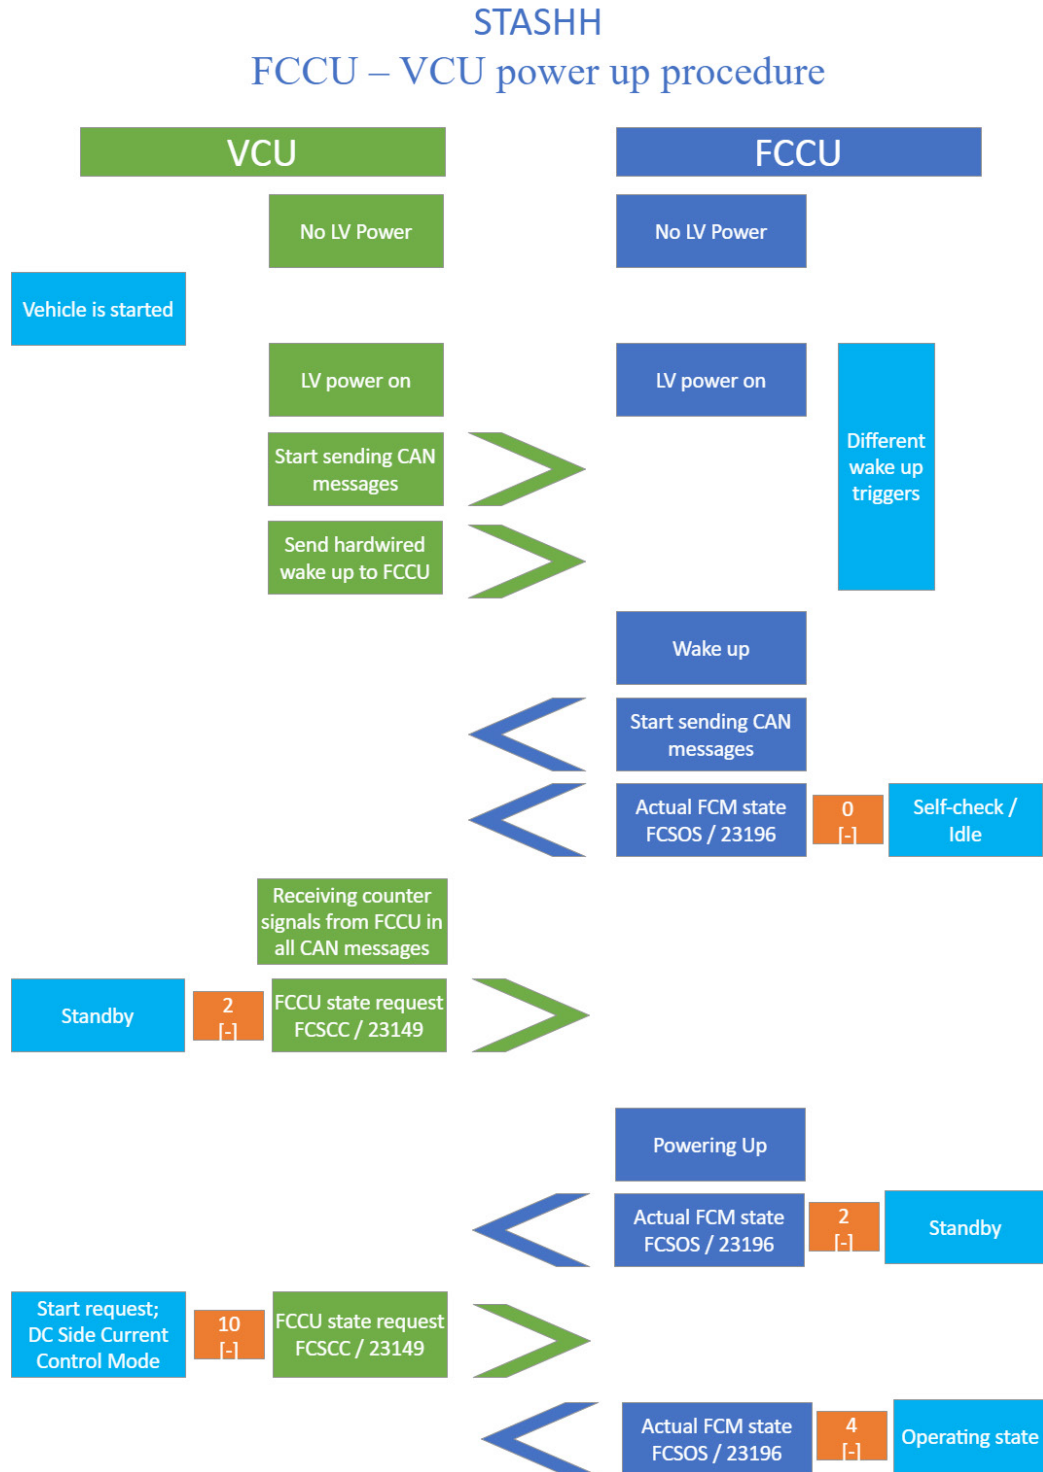 STASHH
FCCU – VCU power up procedure
VCU
FCCU
No LV Power
No LV Power
Vehicle is started
LV power on
LV power on
Different
wake up
triggers
Start sending CAN
messages
Send hardwired
wake up to FCCU
Wake up
Start sending CAN
messages
Actual FCM state
FCSOS / 23196
0
[-]
Self-check /
Idle
Receiving counter
signals from FCCU in
all CAN messages
Standby
2
[-]
FCCU state request
FCSCC / 23149
Powering Up
Actual FCM state
FCSOS / 23196
2
[-]
Standby
Start request;
DC Side Current
Control Mode
10
[-]
FCCU state request
FCSCC / 23149
Actual FCM state
FCSOS / 23196
4
[-]
Operating state